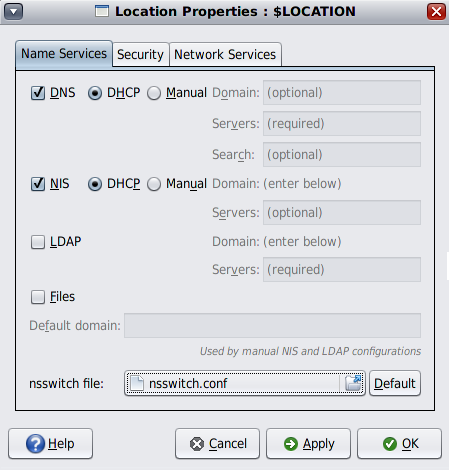 Location Properties : $LOCATION
Name Services Security Network Services
DNS DHCP Manual Domain: (optional)
Servers: (required)
Search: (optional)
NIS DHCP Manual Domain: (enter below)
Servers: (optional)
LDAP Domain: (enter below)
Servers: (required)
Files
Default domain:
Used by manual NIS and LDAP configurations
nsswitch file: nsswitch.conf Default
Help Cancel Apply OK